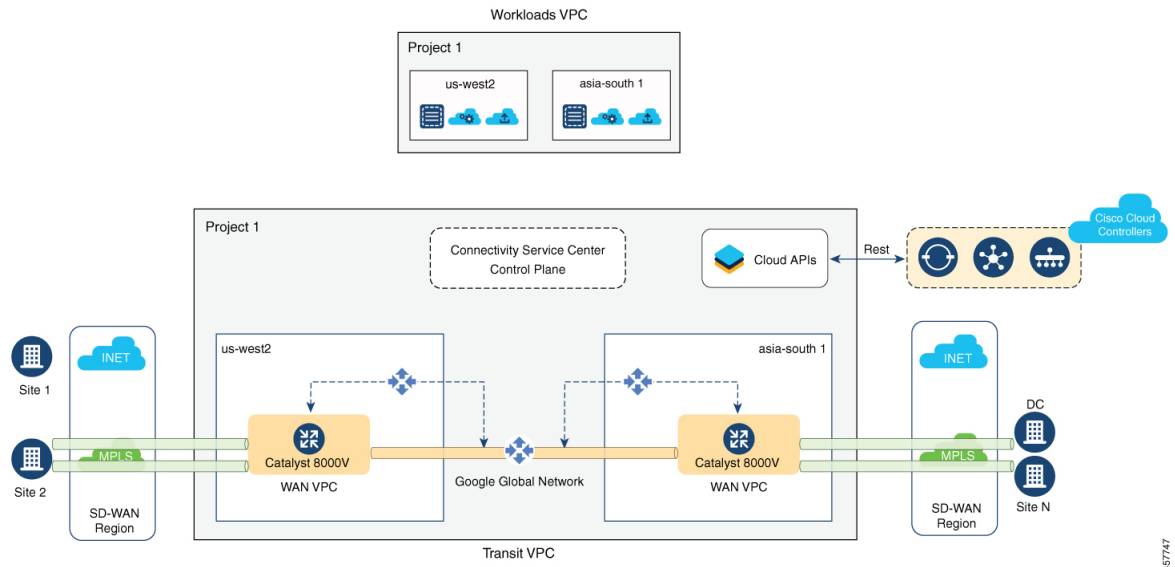 Workloads VPC
Project 1
us-west2
asia-south 1
Project 1
Connectivity Service Center
Control Plane
Cloud APIs
Rest
Cisco Cloud
Controllers
us-west2
asia-south 1
INET
INET
Site 1
DC
MPLS
Catalyst 8000V
Catalyst 8000V
MPLS
Site 2
WAN VPC
Google Global Network
WAN VPC
Site N
SD-WAN
Region
SD-WAN
Region
Transit VPC